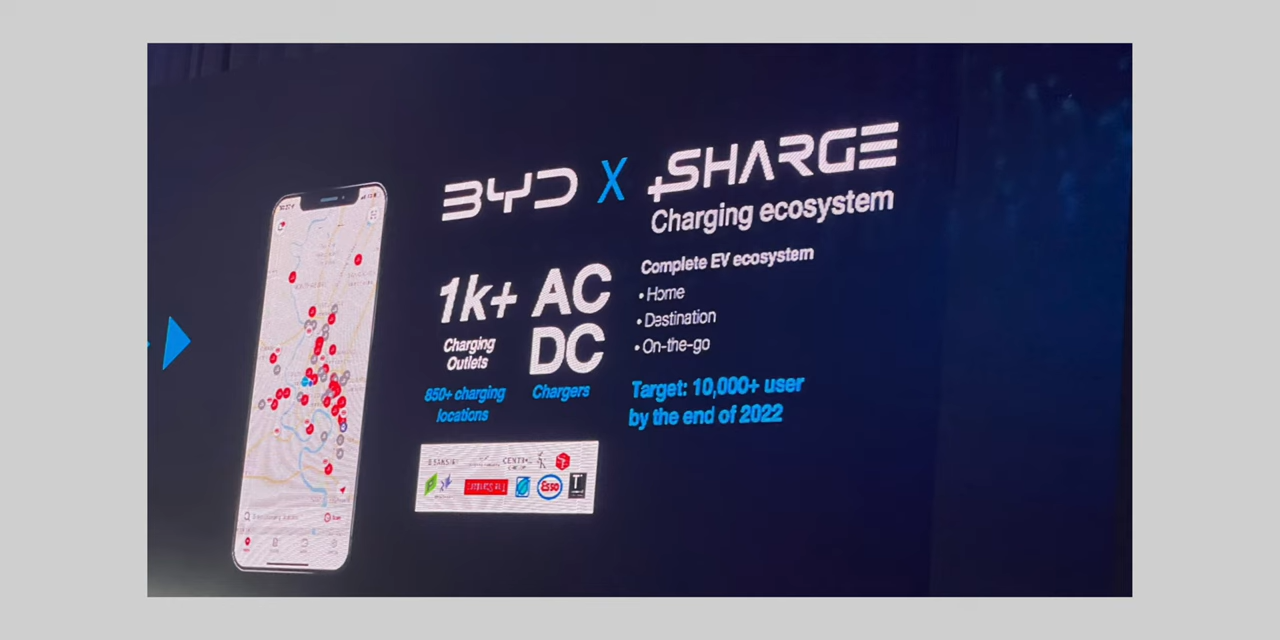 BYD X SHARGE
Charging ecosystem
1k+
Charging
Outlets
850+ charging
locations
AC
DC
Chargers
Complete EV ecosystem
• Home
• Destination
• On-the-go
Target: 10,000+ user
by the end of 2022
Esso